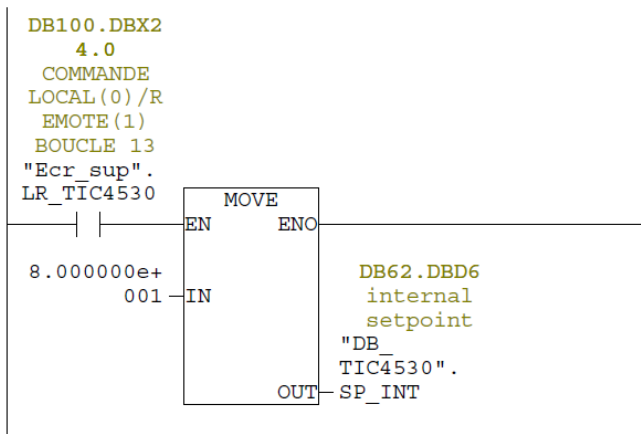 DB100.DBX2
4.0
COMMANDE
LOCAL(0)/R
EMOTE(1)
BOUCLE 13
"Ecr_sup".
LR_TIC4530
MOVE
EN ENO
8.000000e+
001 IN
DB62.DBD6
internal
setpoint
"DB_
TIC4530".
OUT SP_INT